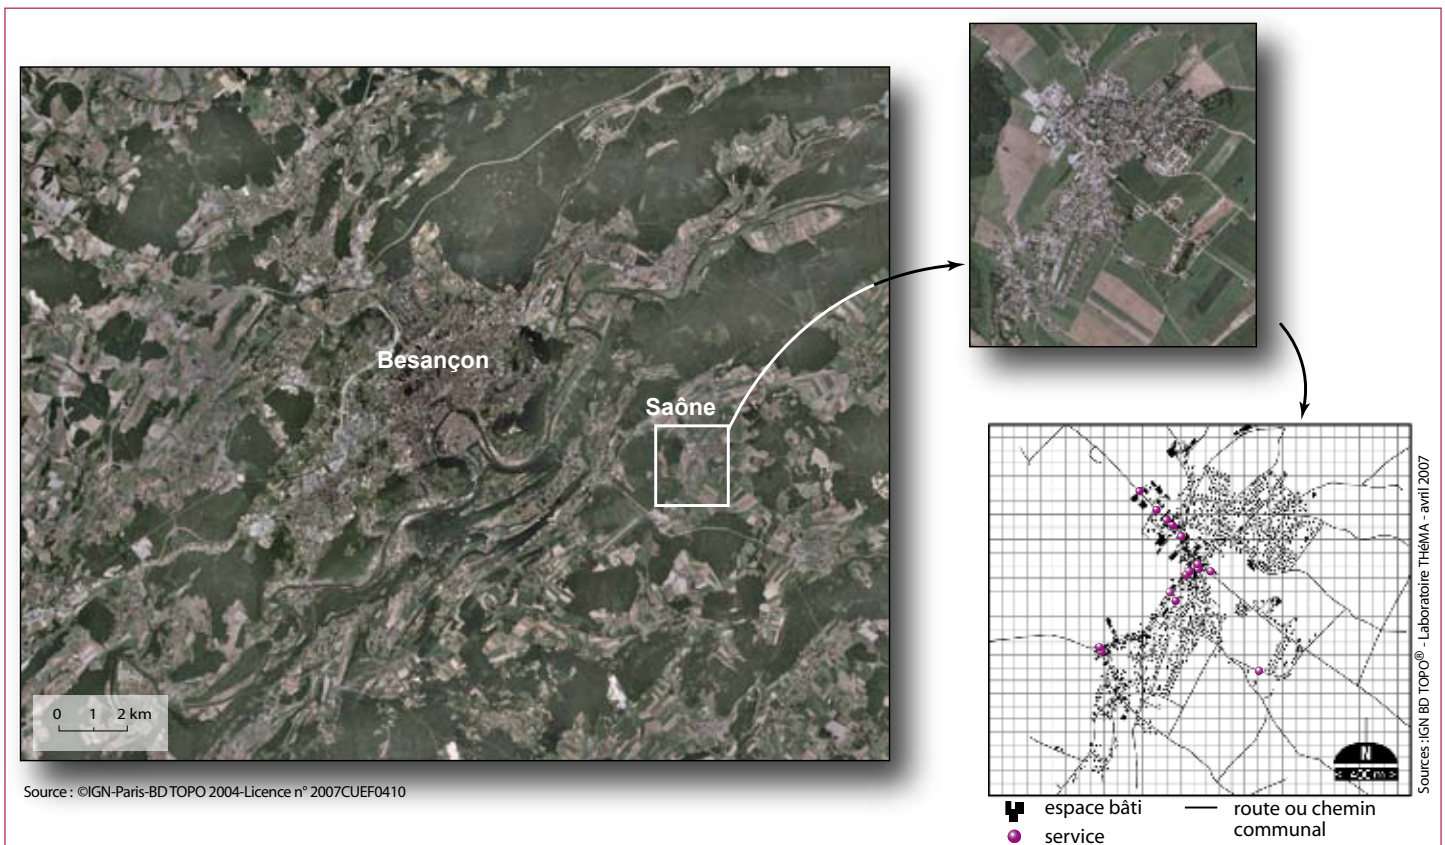 Besançon
Saône
0 1 2 km
Source : ©IGN-Paris-BD TOPO 2004-Licence n° 2007CUEF0410
N
< 400 m >
Sources :IGN BD TOPO® - Laboratoire THéMA - avril 2007
espace bâti
service
route ou chemin
communal